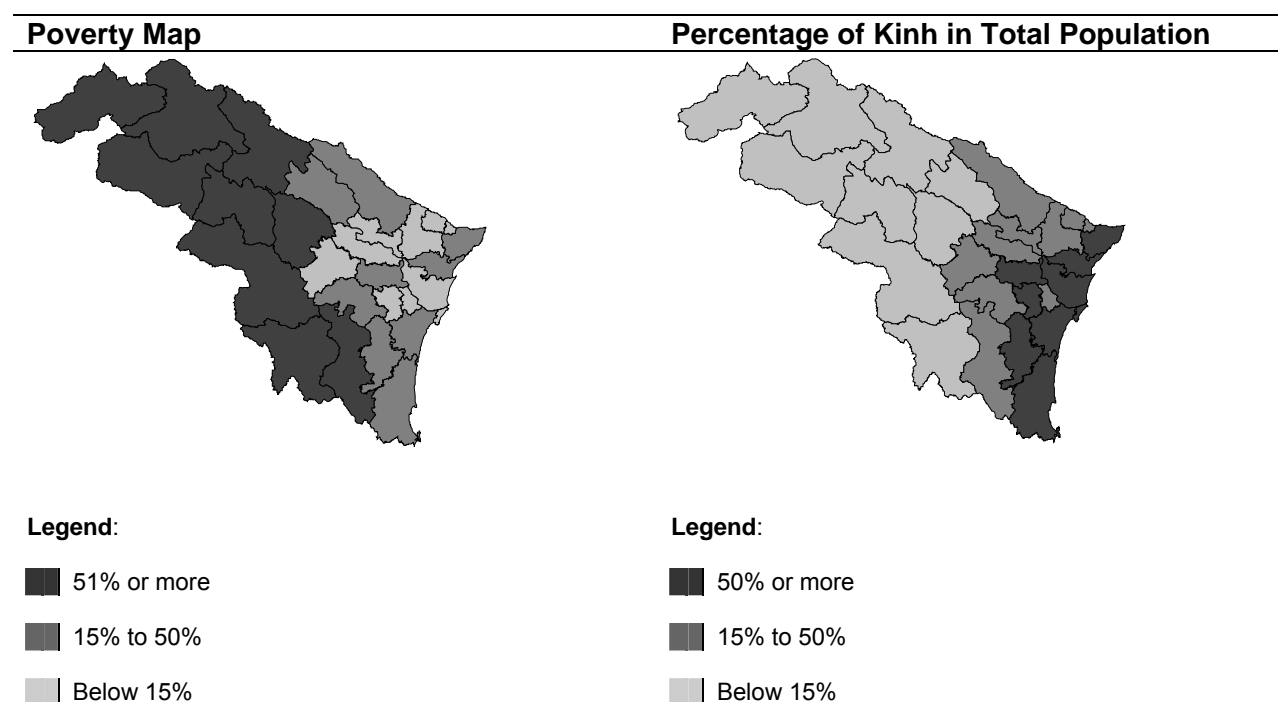 Poverty Map
Percentage of Kinh in Total Population
Legend:
51% or more
15% to 50%
Below 15%
Legend:
50% or more
15% to 50%
Below 15%